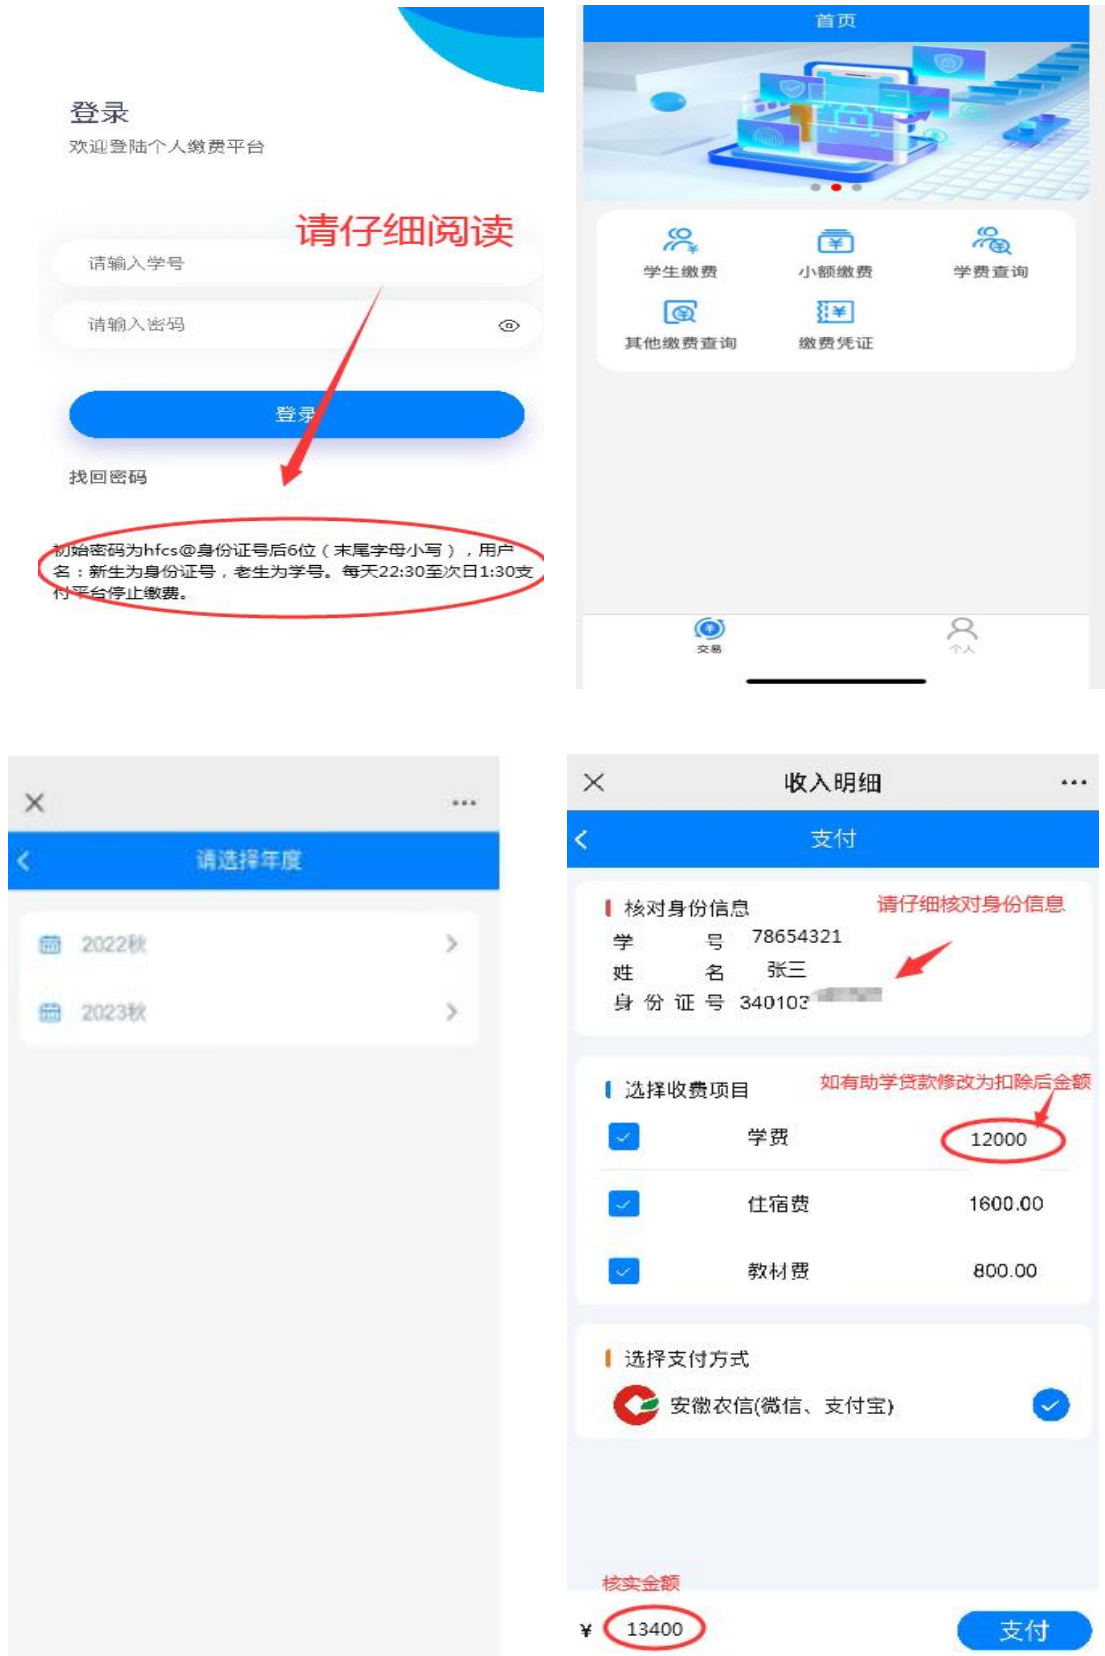 登录
欢迎登陆个人缴费平台
请仔细阅读
请输入学号
请输入密码
登录
找回密码
初始密码为hfcs@身份证号后6位（末尾字母小写），用户
名：新生为身份证号，老生为学号。每天22:30至次日1:30支
付平台停止缴费。
首页
学生缴费
小额缴费
学费查询
其他缴费查询
缴费凭证
交易
个人
请选择年度
2022秋
2023秋
收入明细
支付
核对身份信息
请仔细核对身份信息
学 号 78654321
姓 名 张三
身份证号 340103
选择收费项目
如有助学贷款修改为扣除后金额
学费 12000
住宿费 1600.00
教材费 800.00
选择支付方式
安徽农信(微信、支付宝)
核实金额
¥ 13400
支付